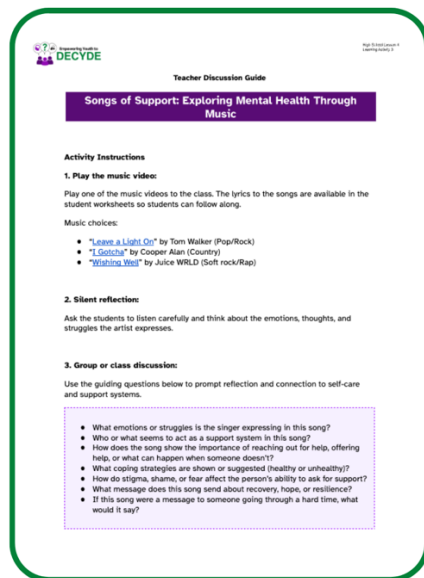 Empowering Youth to
DECYDE
High School Lesson 4
Learning Activity 3
Teacher Discussion Guide
Songs of Support: Exploring Mental Health Through
Music
Activity Instructions
1. Play the music video:
Play one of the music videos to the class. The lyrics to the songs are available in the
student worksheets so students can follow along.
Music choices:
● "Leave a Light On" by Tom Walker (Pop/Rock)
● "I Gotcha" by Cooper Alan (Country)
● "Wishing Well" by Juice WRLD (Soft rock/Rap)
2. Silent reflection:
Ask the students to listen carefully and think about the emotions, thoughts, and
struggles the artist expresses.
3. Group or class discussion:
Use the guiding questions below to prompt reflection and connection to self-care
and support systems.
● What emotions or struggles is the singer expressing in this song?
● Who or what seems to act as a support system in this song?
● How does the song show the importance of reaching out for help, offering
help, or what can happen when someone doesn't?
● What coping strategies are shown or suggested (healthy or unhealthy)?
● How do stigma, shame, or fear affect the person's ability to ask for support?
● What message does this song send about recovery, hope, or resilience?
● If this song were a message to someone going through a hard time, what
would it say?